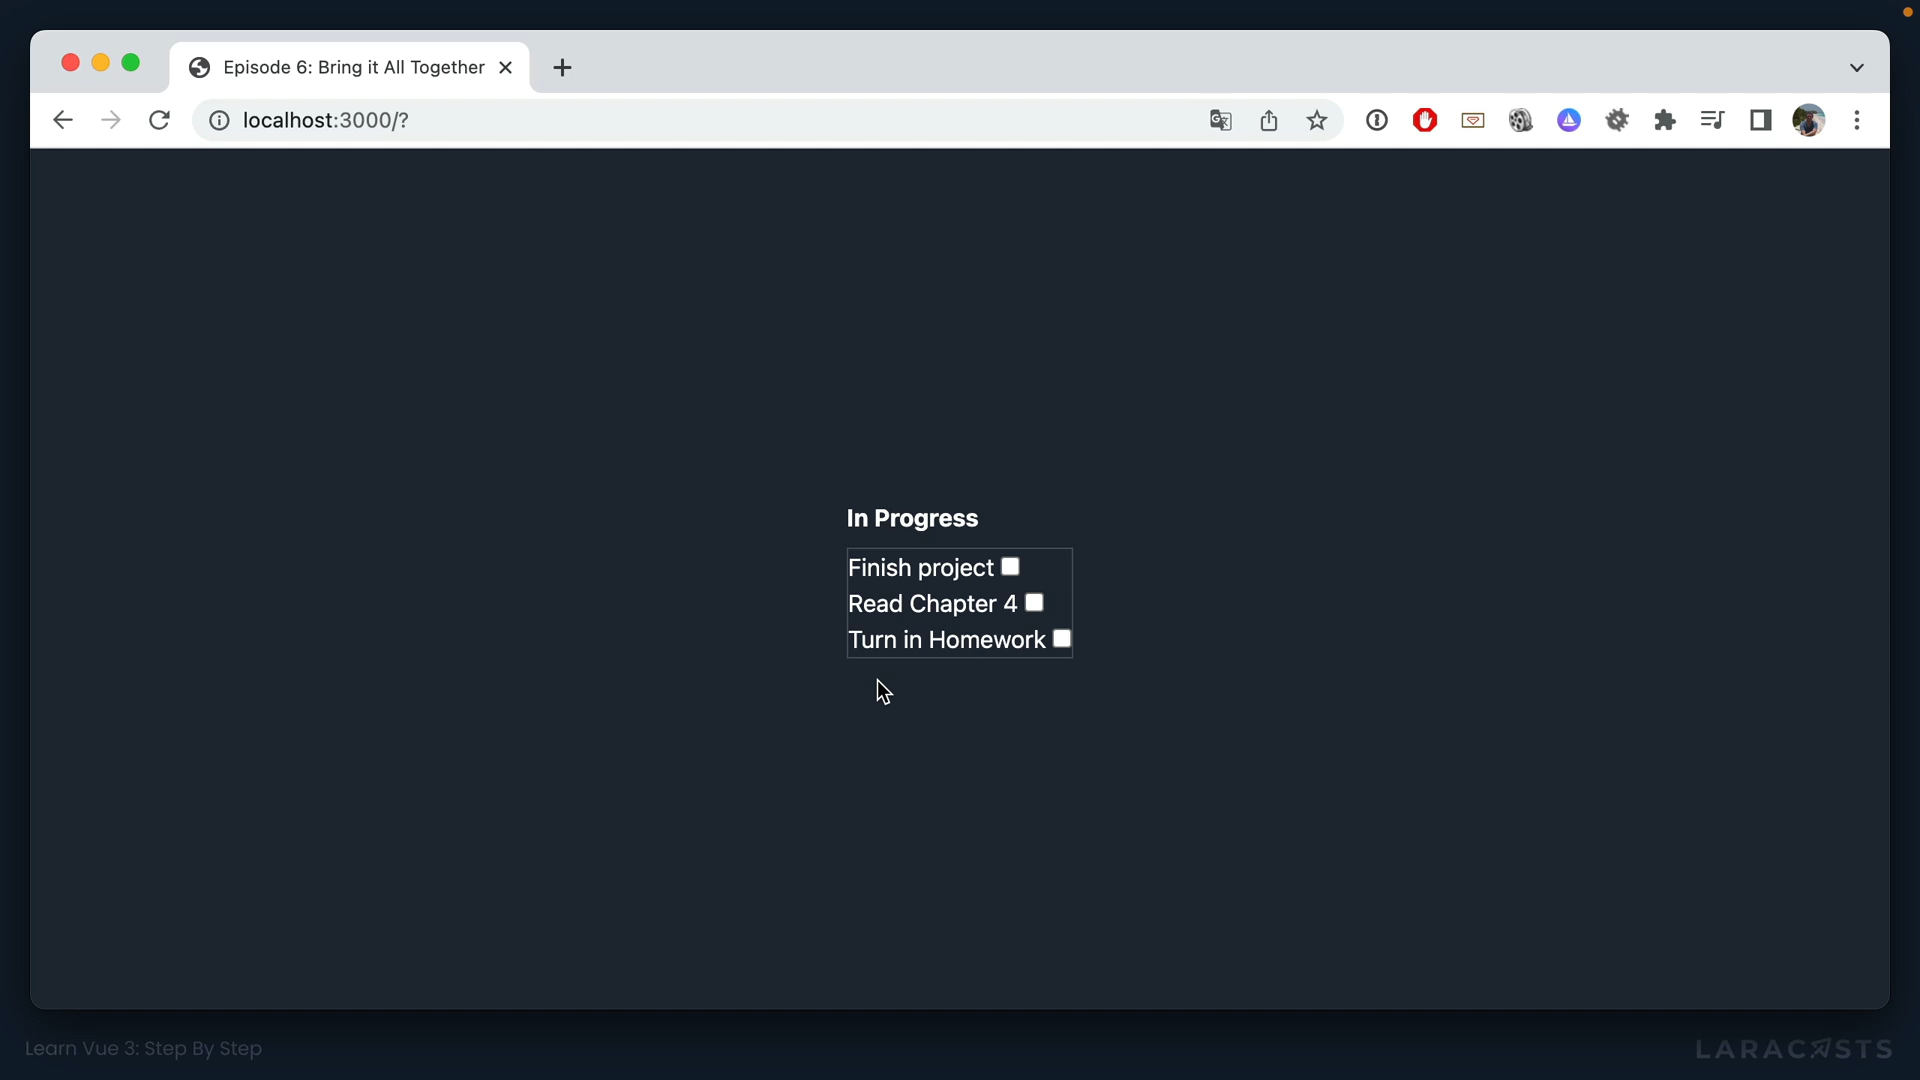 Episode 6: Bring it All Together
localhost:3000/?
In Progress
Finish project
Read Chapter 4
Turn in Homework
Learn Vue 3: Step By Step
LARACASTS